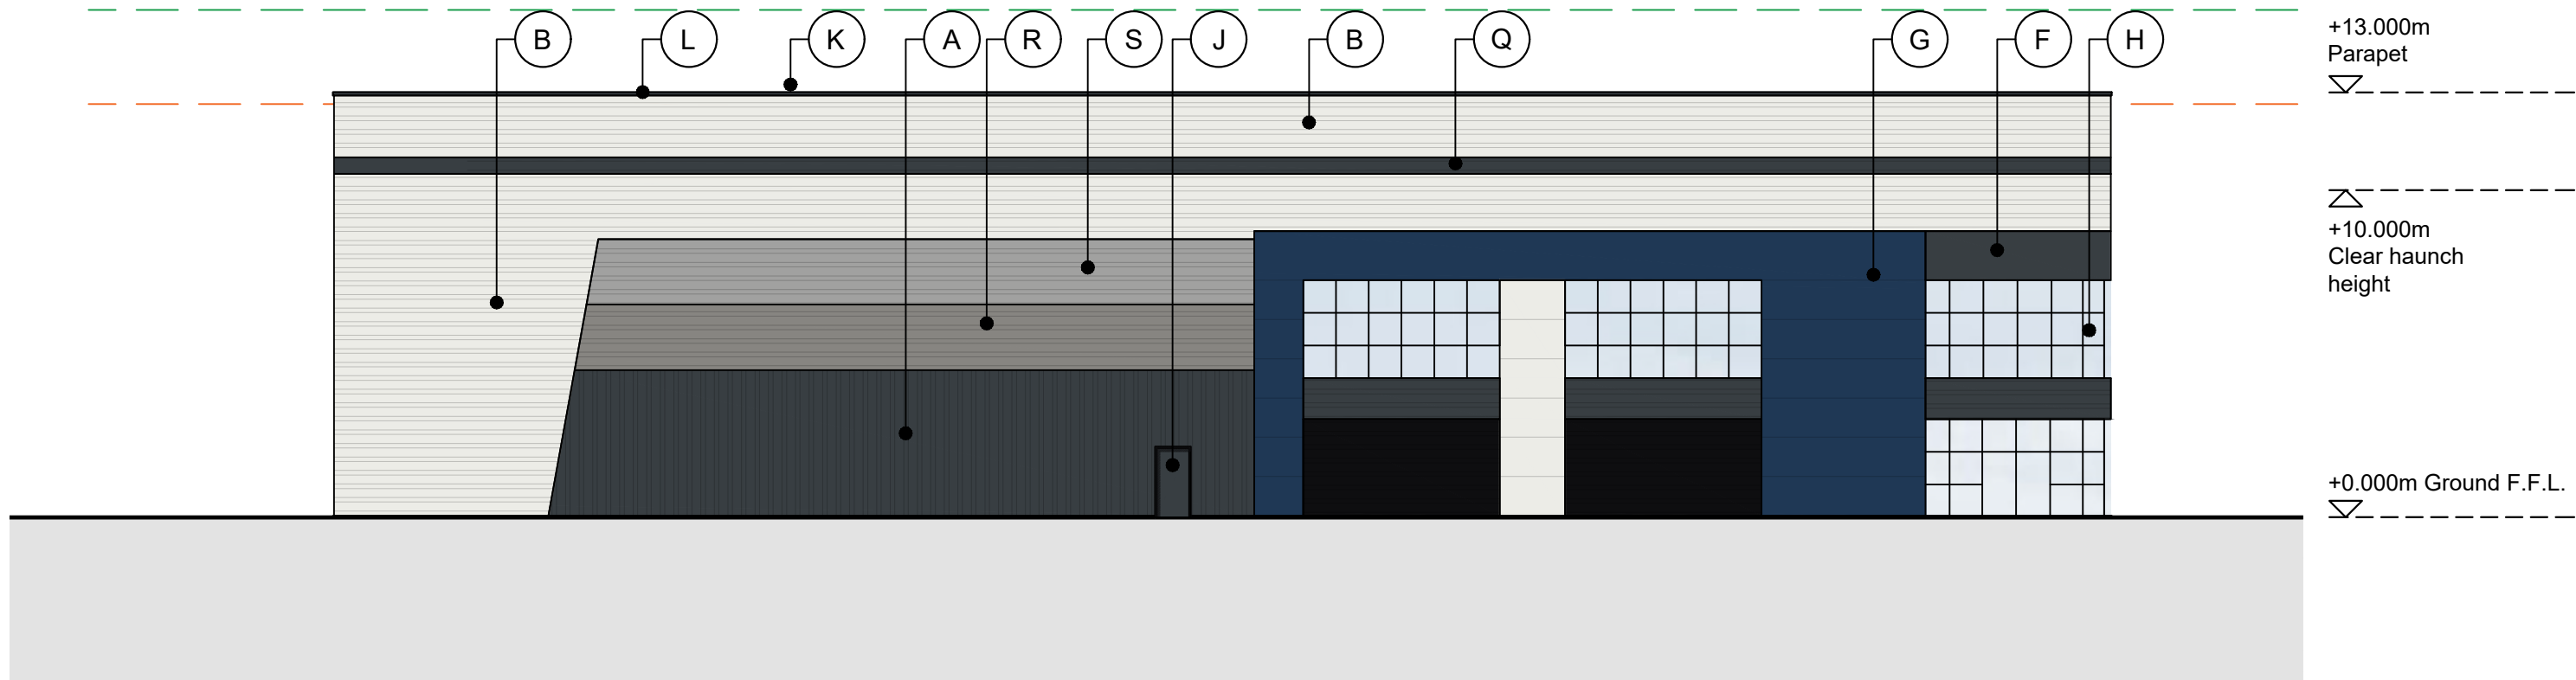 B L K A R S J B Q G F H
+13.000m
Parapet
+10.000m
Clear haunch
height
+0.000m Ground F.F.L.